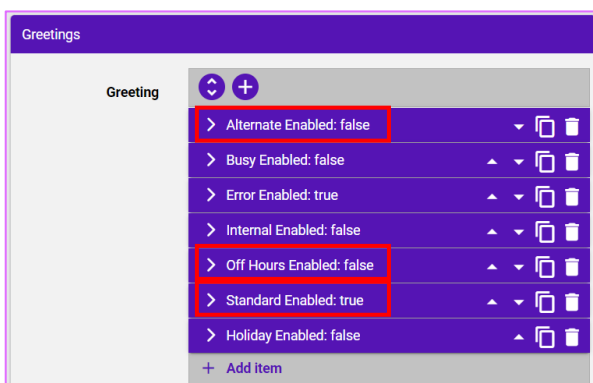 Greetings
Greeting
Alternate Enabled: false
Busy Enabled: false
Error Enabled: true
Internal Enabled: false
Off Hours Enabled: false
Standard Enabled: true
Holiday Enabled: false
+ Add item